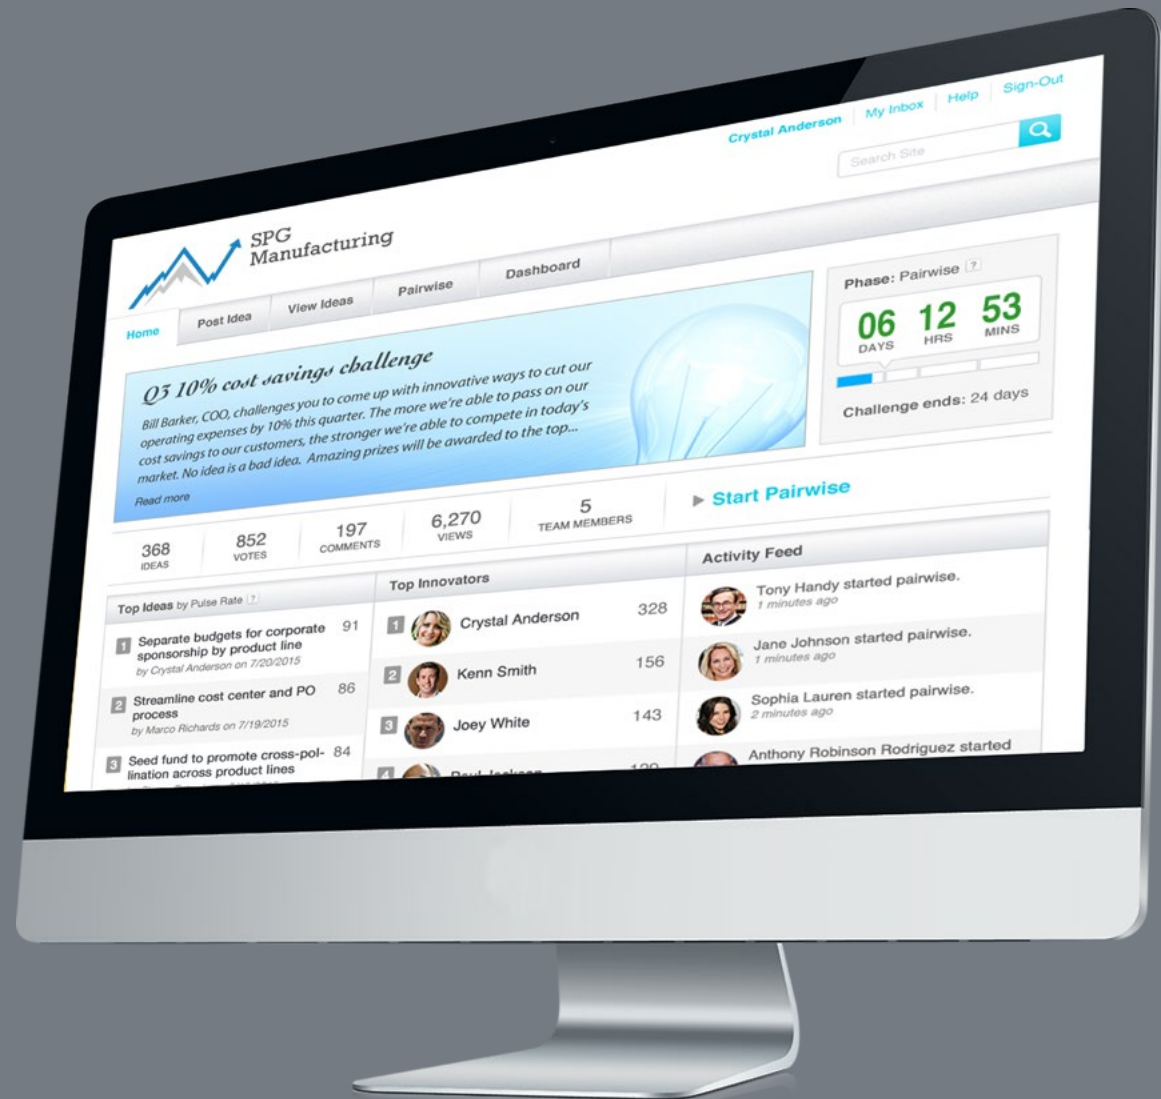 Crystal Anderson
My Inbox
Help
Sign-Out
Search Site
SPG
Manufacturing
Home
Post Idea
View Ideas
Pairwise
Dashboard
Q3 10% cost savings challenge
Bill Barker, COO, challenges you to come up with innovative ways to cut our
operating expenses by 10% this quarter. The more we're able to pass on our
cost savings to our customers, the stronger we're able to compete in today's
market. No idea is a bad idea. Amazing prizes will be awarded to the top...
Read more
Phase: Pairwise ?
06 12 53
DAYS HRS MINS
Challenge ends: 24 days
368
IDEAS
852
VOTES
197
COMMENTS
6,270
VIEWS
5
TEAM MEMBERS
Start Pairwise
Top Ideas by Pulse Rate ?
1 Separate budgets for corporate 91
sponsorship by product line
by Crystal Anderson on 7/20/2015
2 Streamline cost center and PO 86
process
by Marco Richards on 7/19/2015
3 Seed fund to promote cross-pol- 84
lination across product lines
Top Innovators
1 Crystal Anderson 328
2 Kenn Smith 156
3 Joey White 143
4 Paul Jackson
Activity Feed
Tony Handy started pairwise.
1 minutes ago
Jane Johnson started pairwise.
1 minutes ago
Sophia Lauren started pairwise.
2 minutes ago
Anthony Robinson Rodriguez started